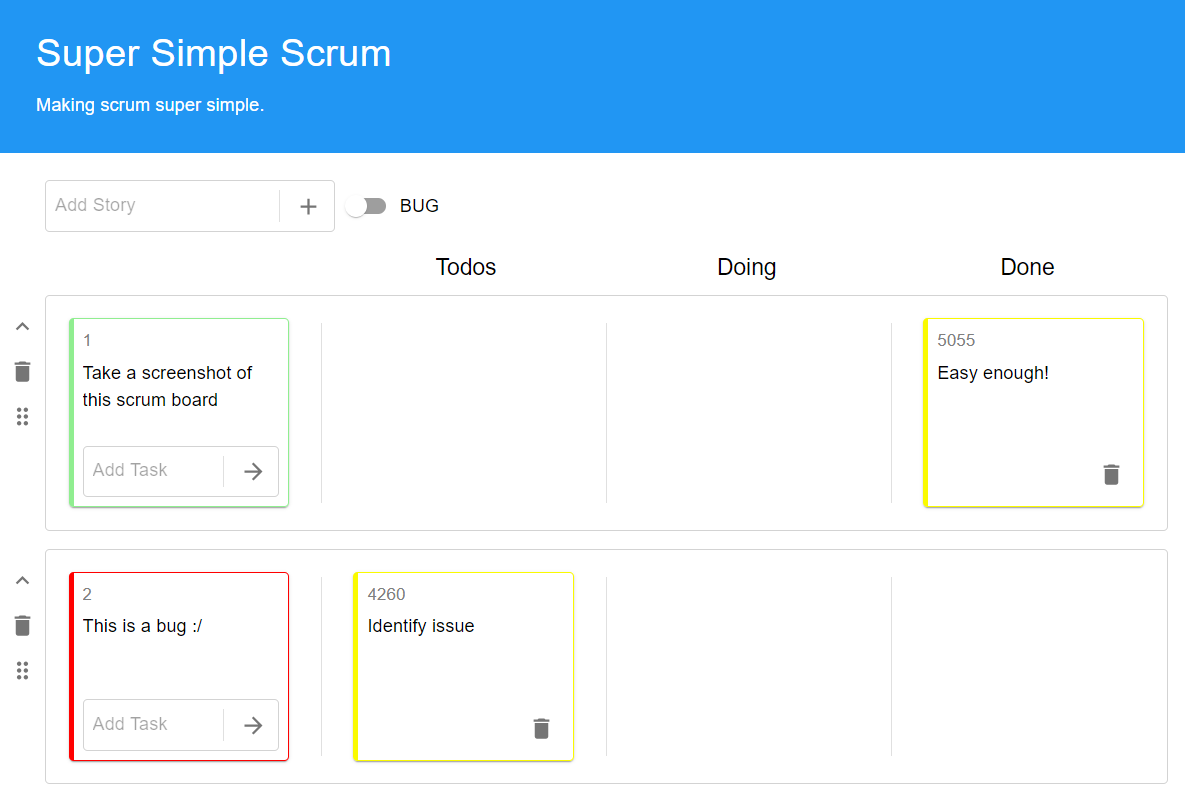 Super Simple Scrum
Making scrum super simple.
Add Story
BUG
Todos
Doing
Done
1
Take a screenshot of
this scrum board
Add Task
5055
Easy enough!
2
This is a bug :/
Add Task
4260
Identify issue